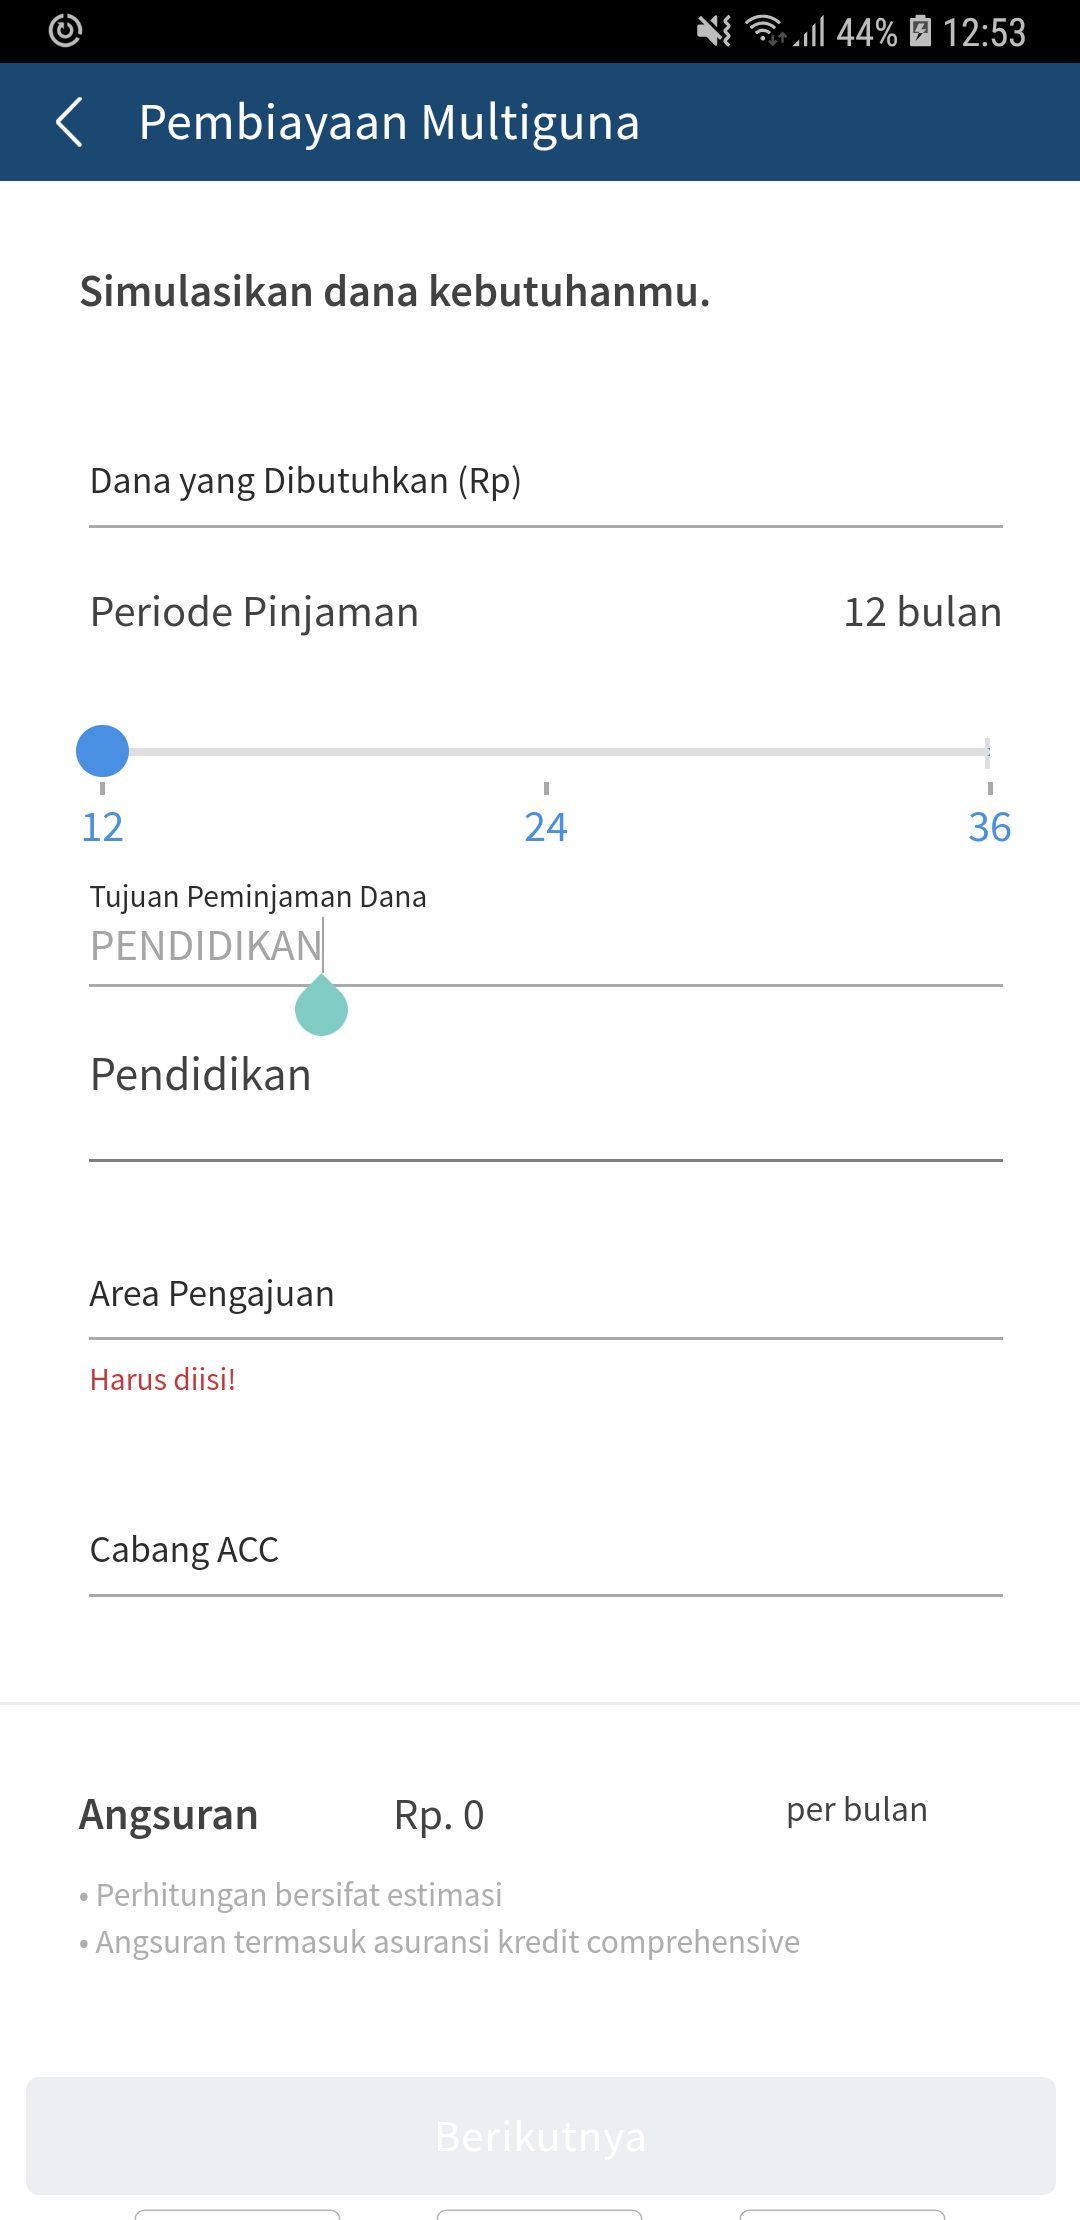 44% 12:53
Pembiayaan Multiguna
Simulasikan dana kebutuhanmu.
Dana yang Dibutuhkan (Rp)
Periode Pinjaman 12 bulan
12 24 36
Tujuan Peminjaman Dana
PENDIDIKAN
Pendidikan
Area Pengajuan
Harus diisi!
Cabang ACC
Angsuran Rp. 0 per bulan
• Perhitungan bersifat estimasi
• Angsuran termasuk asuransi kredit comprehensive
Berikutnya